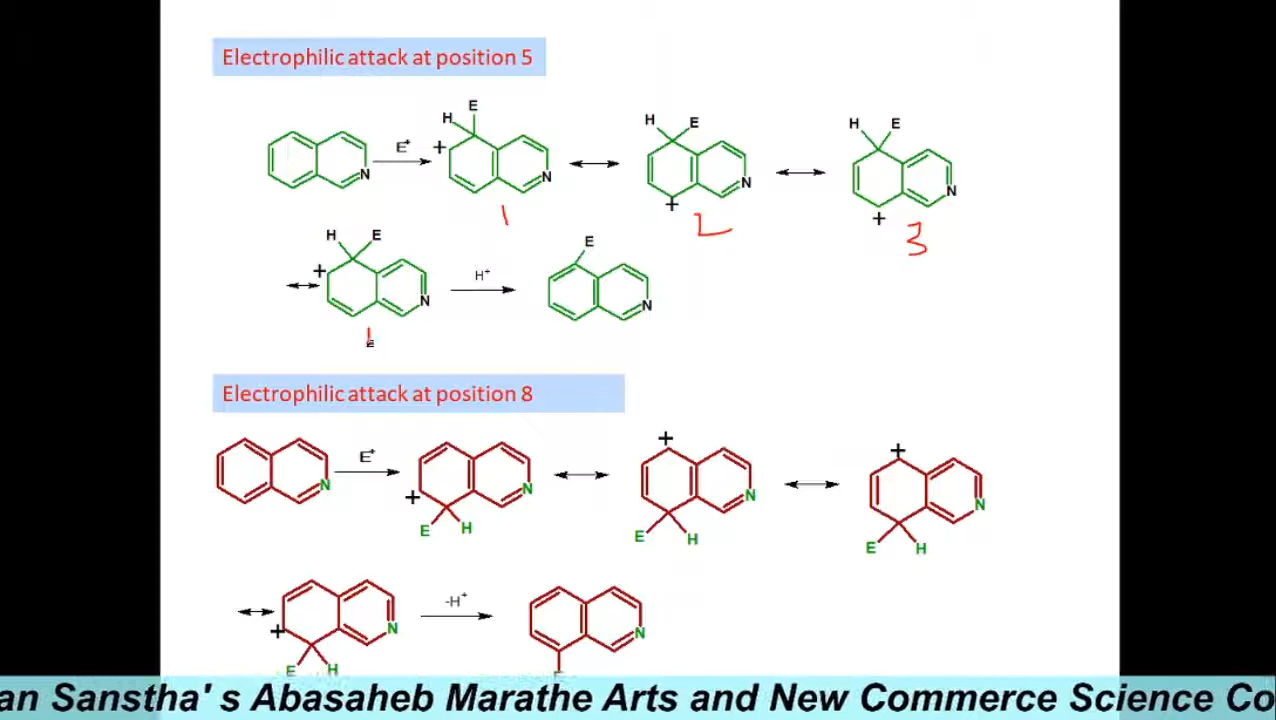 Electrophilic attack at position 5
E⁺
H E
+
N
N
H E
+
N
H E
+
N
1
2
3
H E
+
N
H⁺
E
N
1
E
Electrophilic attack at position 8
E⁺
N
+
N
E H
+
N
E H
+
N
E H
+
N
E H
-H⁺
N
E
an Sanstha' s Abasaheb Marathe Arts and New Commerce Science Co